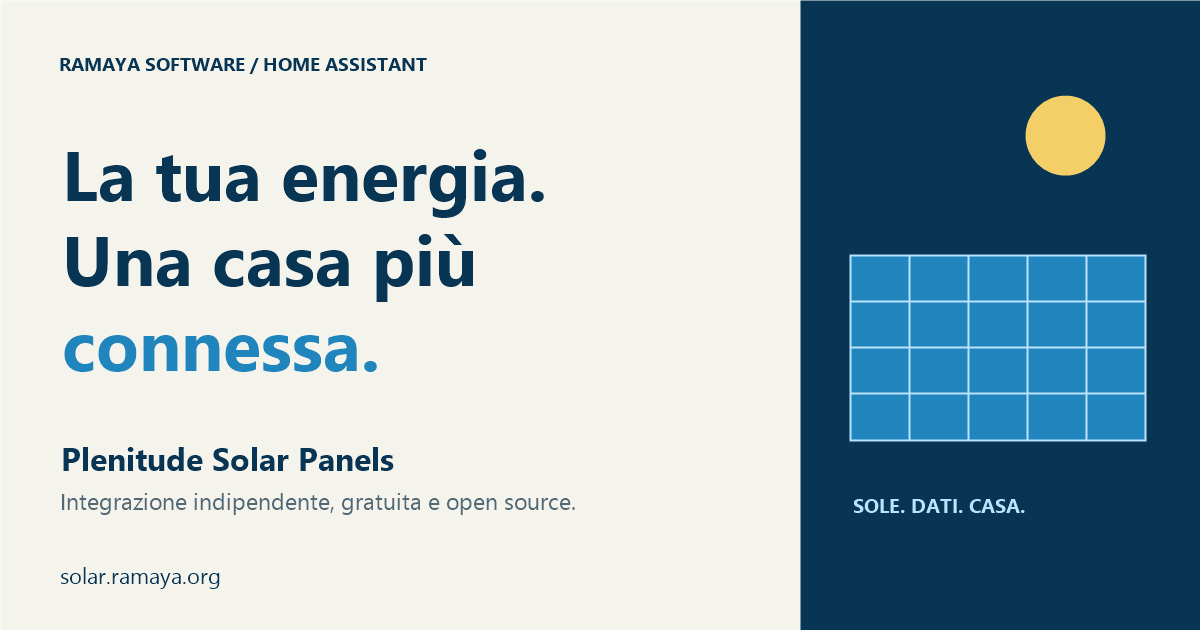 RAMAYA SOFTWARE / HOME ASSISTANT
La tua energia.
Una casa più
connessa.
Plenitude Solar Panels
Integrazione indipendente, gratuita e open source.
solar.ramaya.org
SOLE. DATI. CASA.